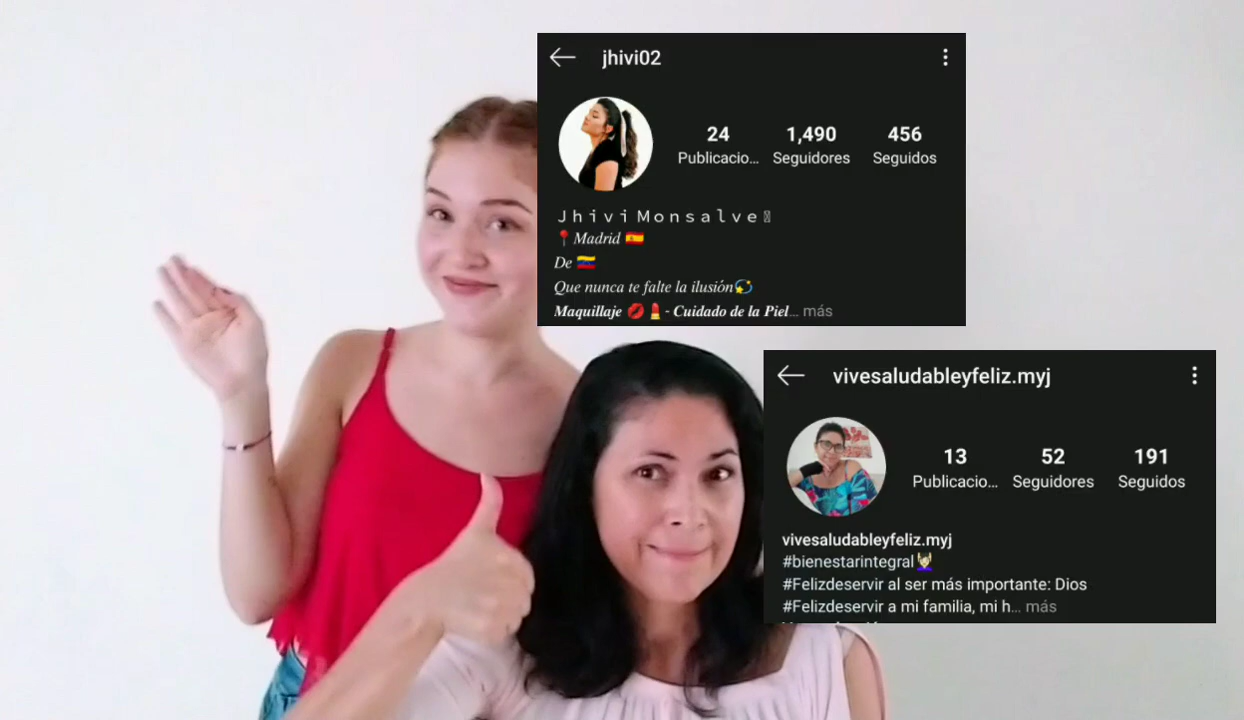 jhivi02
24 1,490 456
Publicacio... Seguidores Seguidos
Jhivi Monsalve
Madrid
De
Que nunca te falte la ilusión
Maquillaje - Cuidado de la Piel... más
vivesaludableyfeliz.myj
13 52 191
Publicacio... Seguidores Seguidos
vivesaludableyfeliz.myj
#bienestarintegral
#Felizdeservir al ser más importante: Dios
#Felizdeservir a mi familia, mi h... más